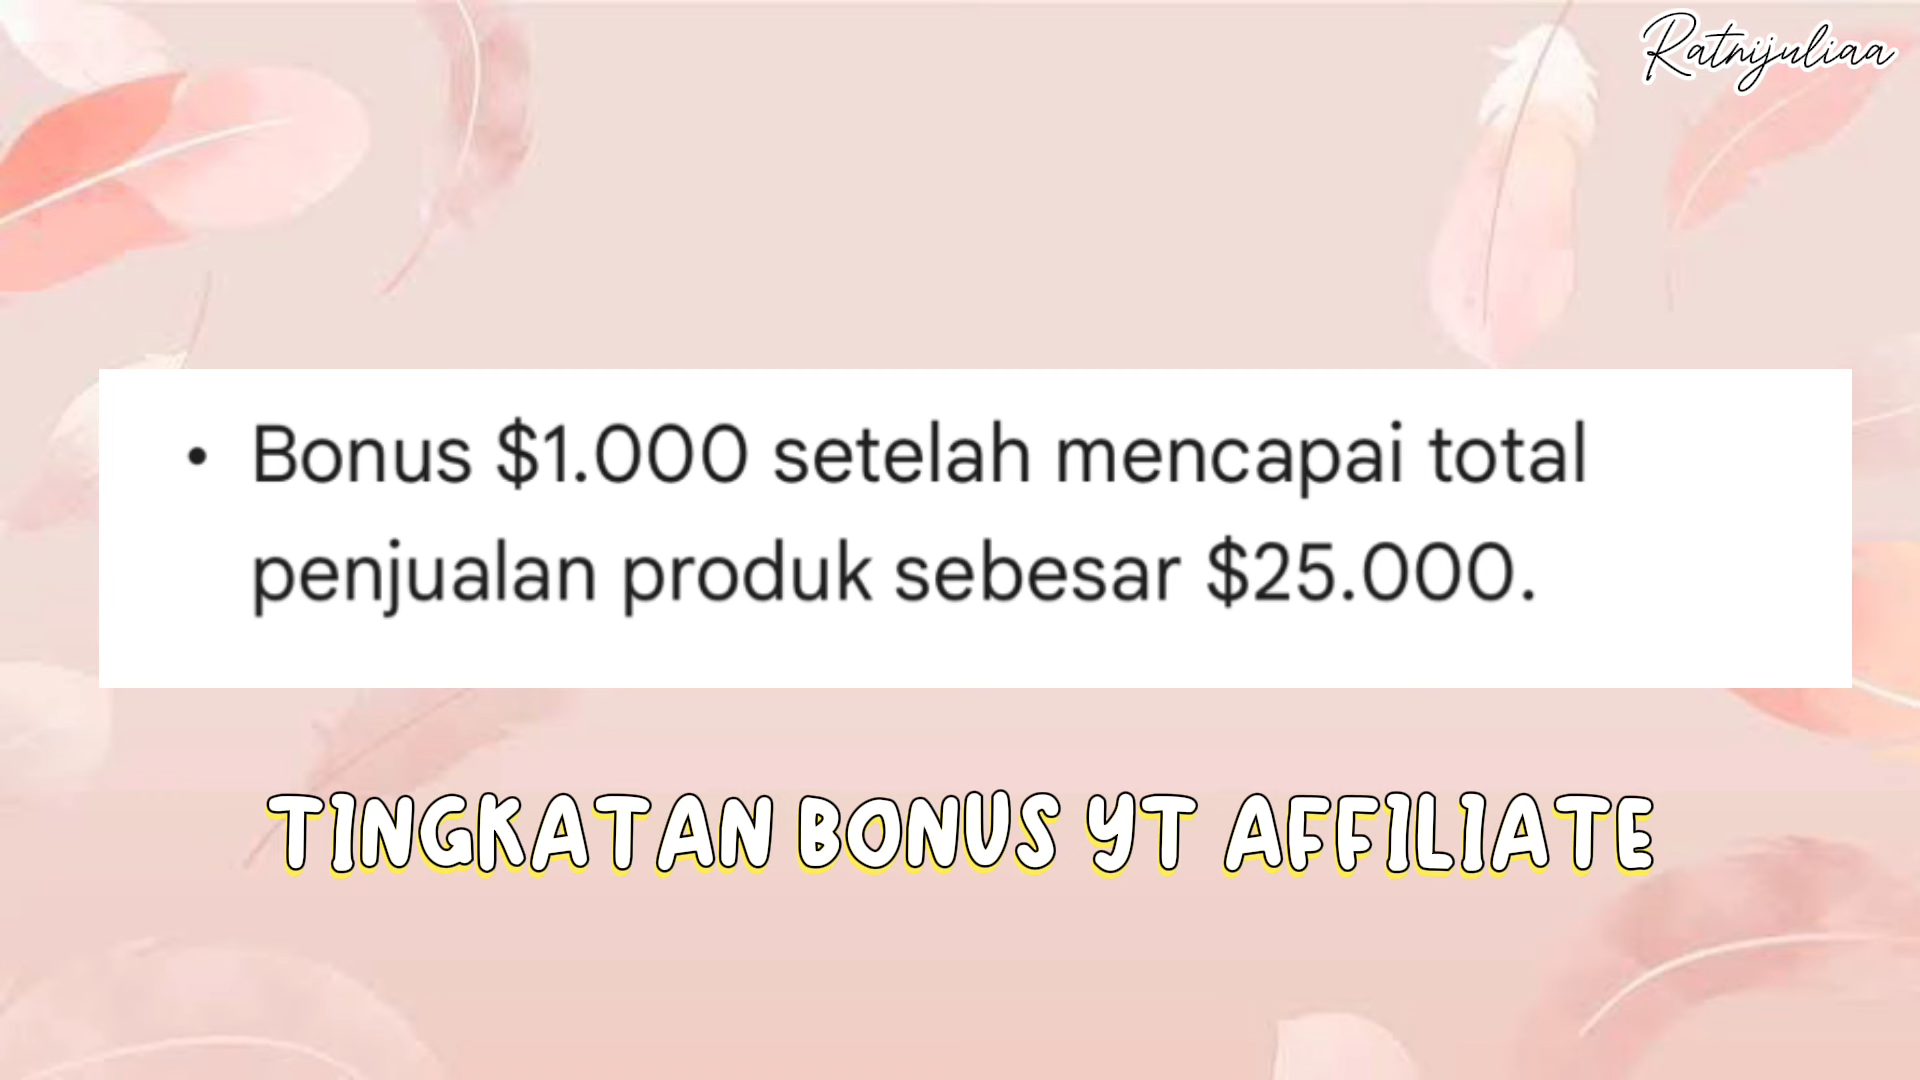 Ratnijuliaa
• Bonus $1.000 setelah mencapai total
penjualan produk sebesar $25.000.
TINGKATAN BONUS YT AFFILIATE